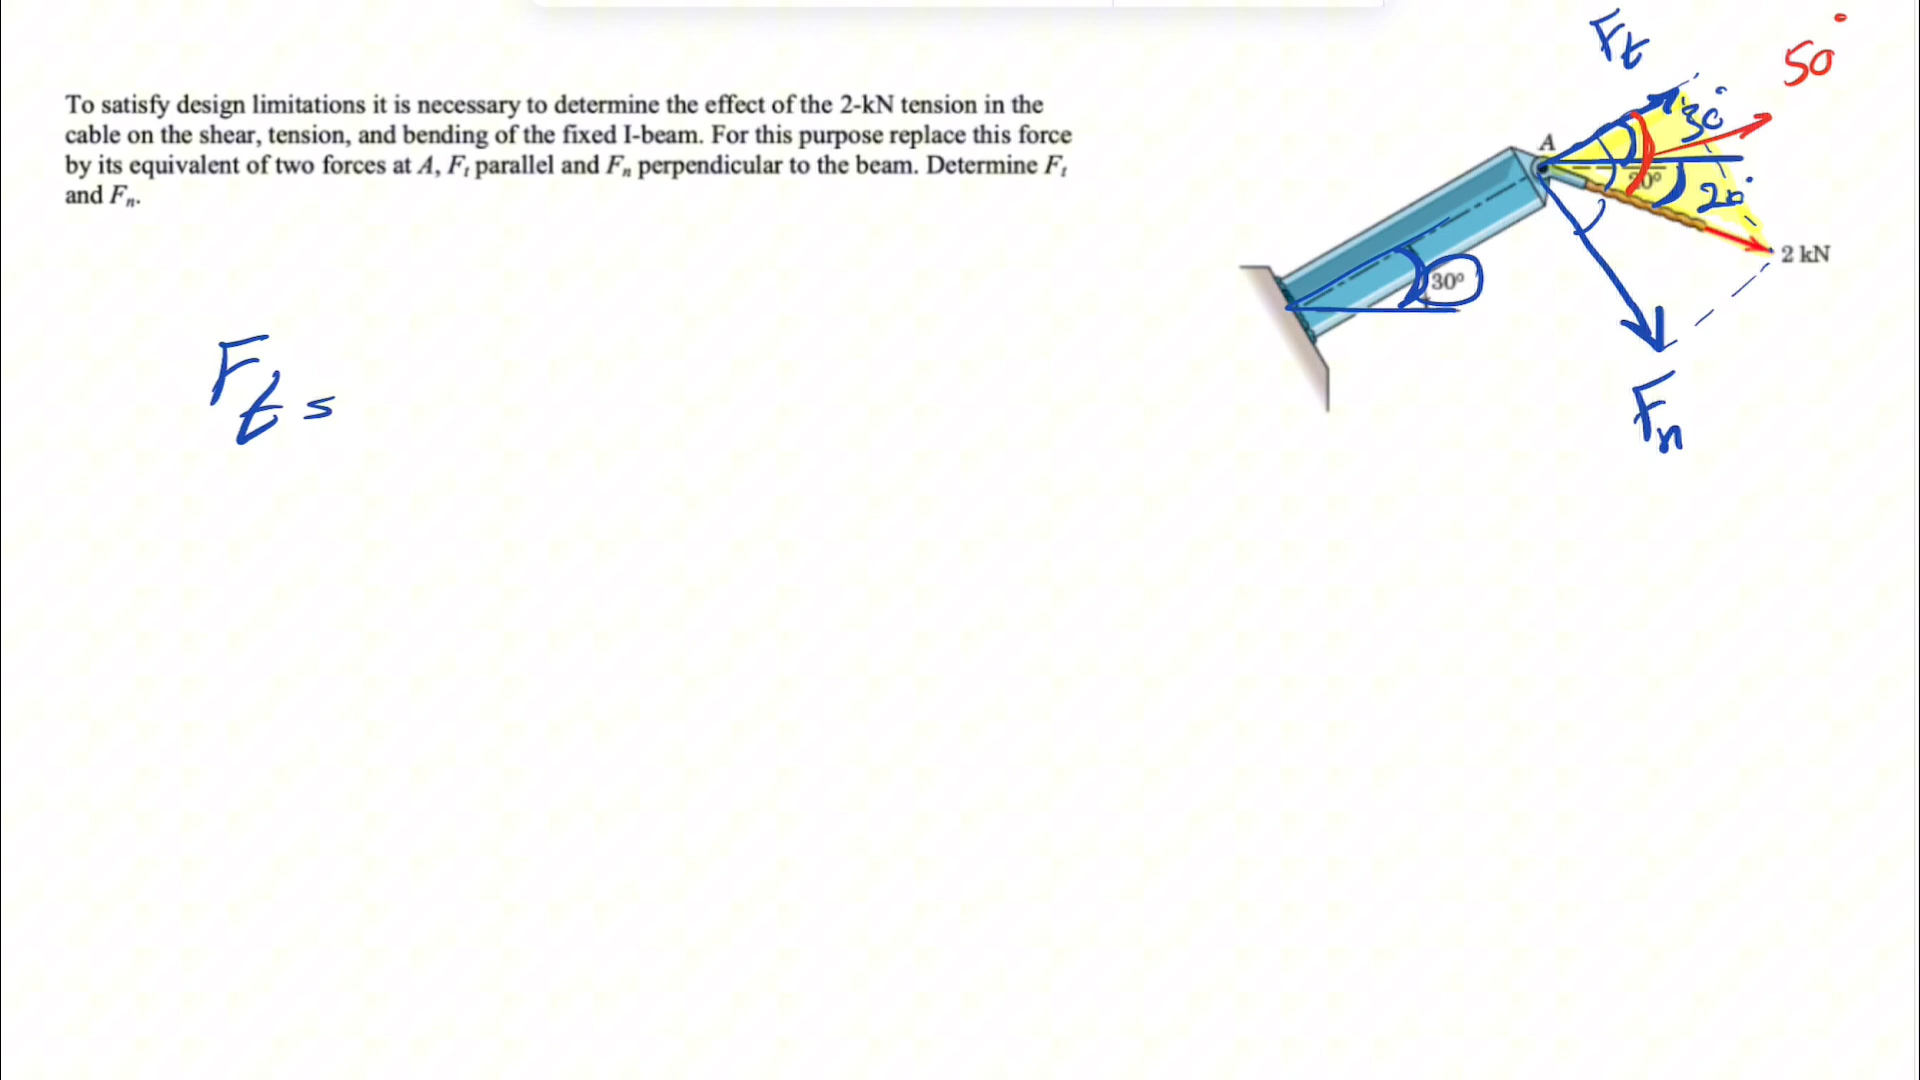 To satisfy design limitations it is necessary to determine the effect of the 2-kN tension in the
cable on the shear, tension, and bending of the fixed I-beam. For this purpose replace this force
by its equivalent of two forces at A, Fₜ parallel and Fₙ perpendicular to the beam. Determine Fₜ
and Fₙ.
Fₜ
50°
30°
A
20°
20°
2 kN
30°
Fₜ =
Fₙ